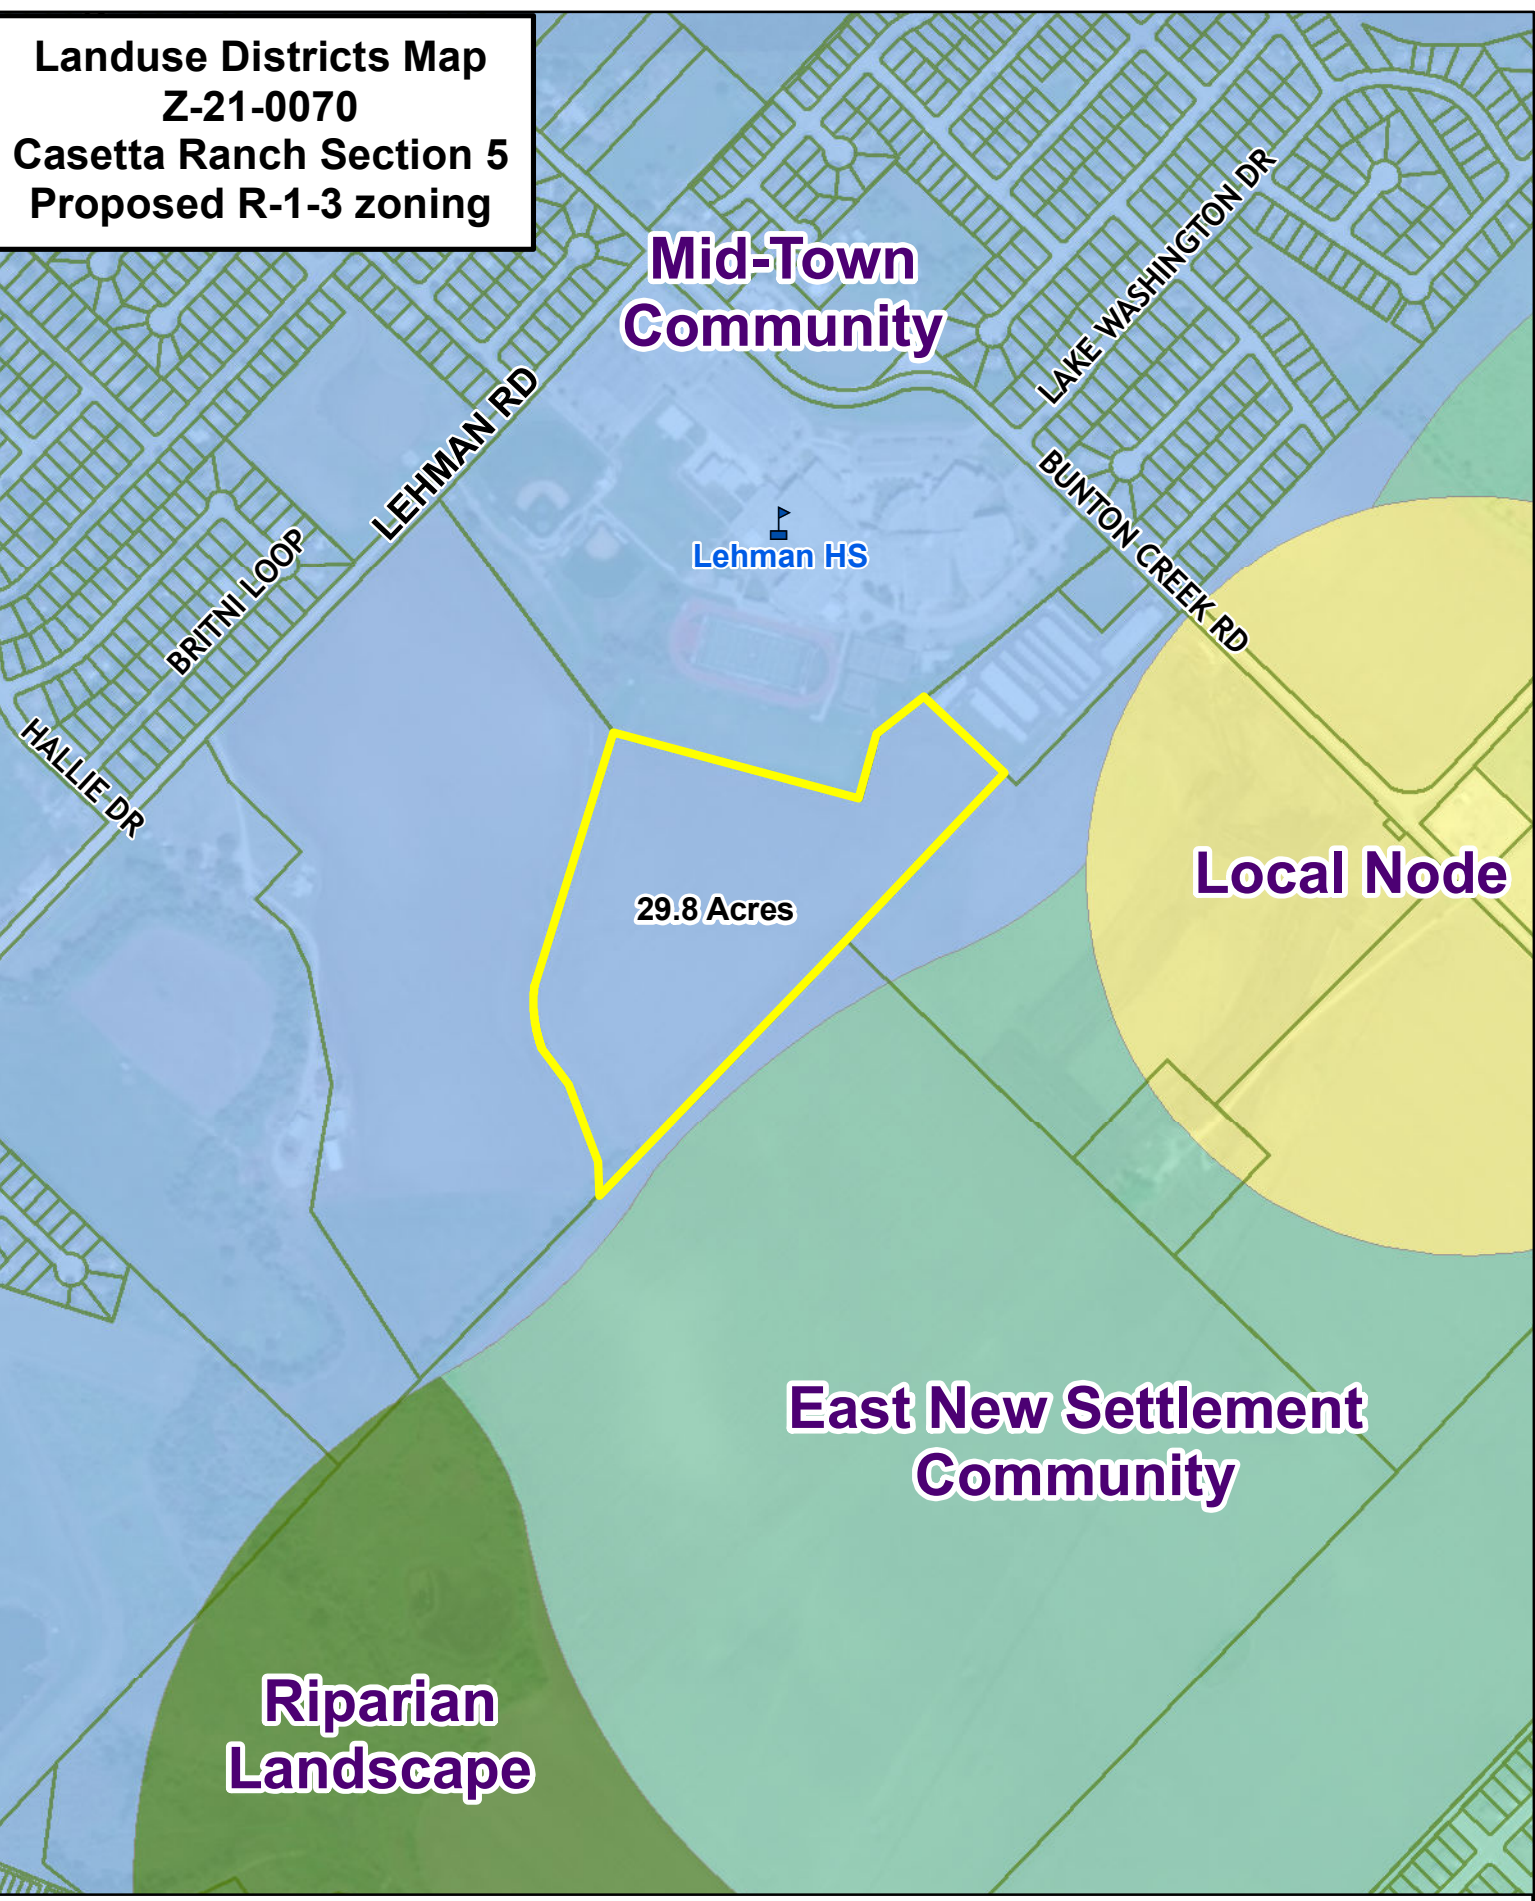 Landuse Districts Map
Z-21-0070
Casetta Ranch Section 5
Proposed R-1-3 zoning
Mid-Town
Community
LAKE WASHINGTON DR
LEHMAN RD
BUNTON CREEK RD
Lehman HS
BRITNI LOOP
HALLIE DR
Local Node
29.8 Acres
East New Settlement
Community
Riparian
Landscape